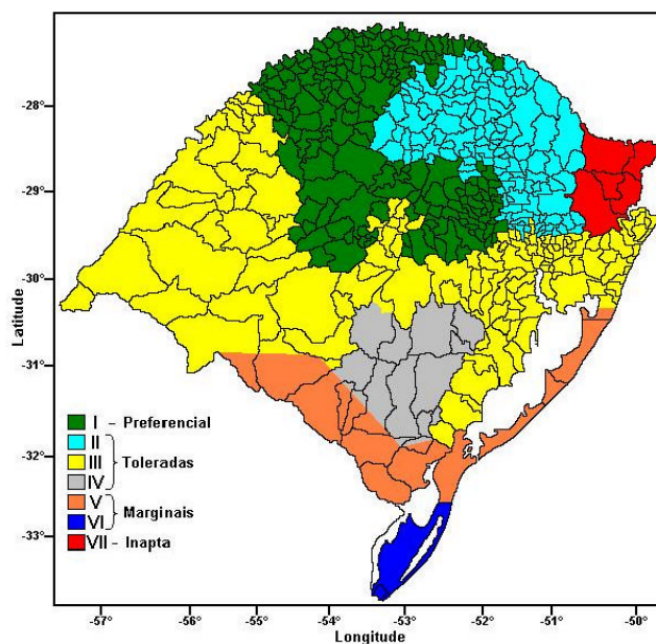 -28°
-29°
-30°
-31°
-32°
-33°
Latitude
I - Preferencial
II
III
IV
Toleradas
V
VI
Marginais
VII - Inapta
-57° -56° -55° -54° -53° -52° -51° -50°
Longitude